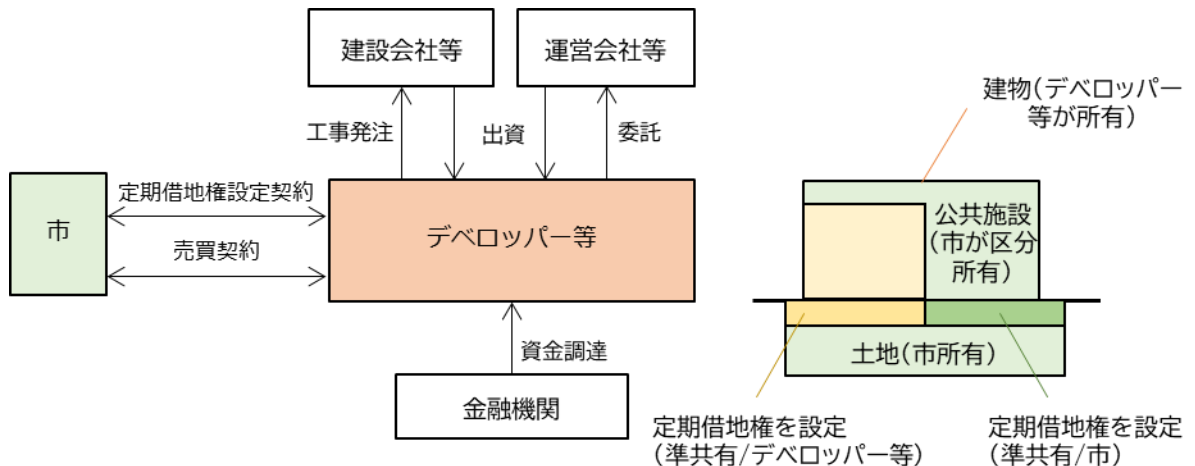 建設会社等
運営会社等
工事発注
出資
委託
市
定期借地権設定契約
売買契約
デベロッパー等
資金調達
金融機関
建物(デベロッパー
等が所有)
公共施設
(市が区分
所有)
土地(市所有)
定期借地権を設定
(準共有/デベロッパー等)
定期借地権を設定
(準共有/市)